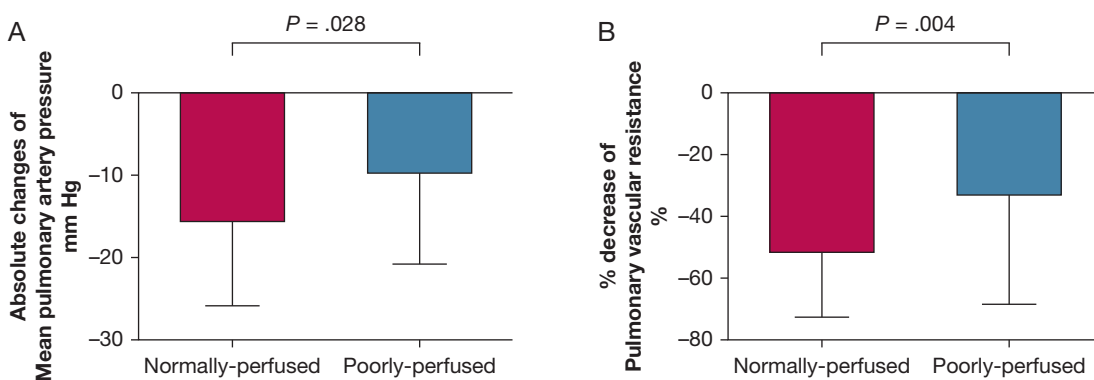 A
P = .028
Absolute changes of
Mean pulmonary artery pressure
mm Hg
0
–10
–20
–30
Normally-perfused
Poorly-perfused
B
P = .004
% decrease of
Pulmonary vascular resistance
%
0
–20
–40
–60
–80
Normally-perfused
Poorly-perfused